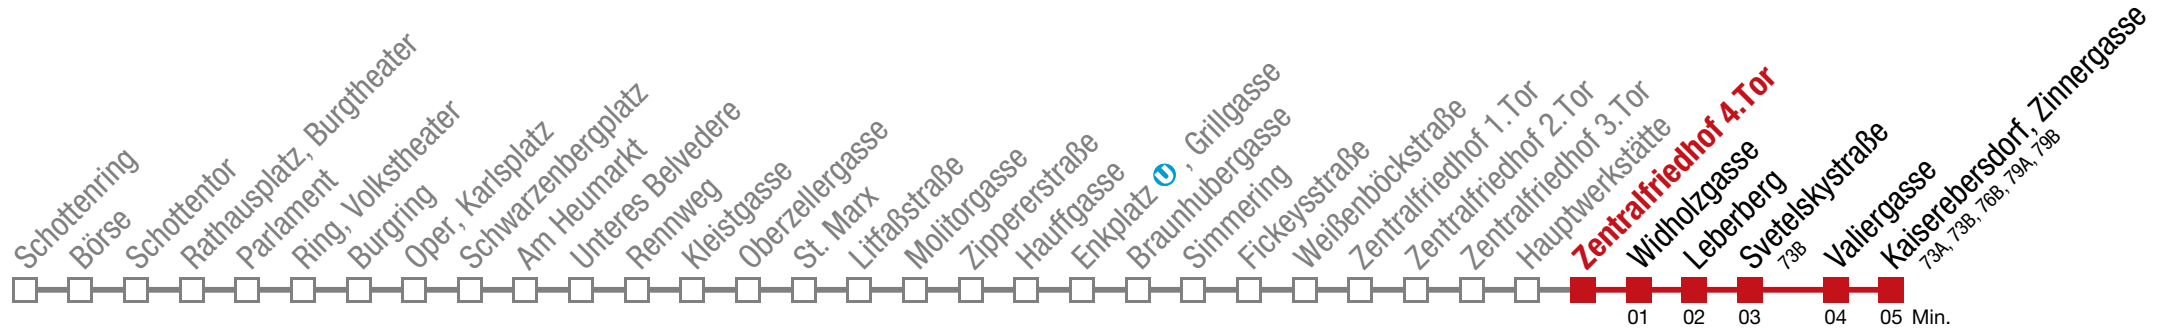 Schottenring
Börse
Schottentor
Rathausplatz, Burgtheater
Parlament
Ring, Volkstheater
Burgring
Oper, Karlsplatz
Schwarzenbergplatz
Am Heumarkt
Unteres Belvedere
Rennweg
Kleistgasse
Oberzellergasse
St. Marx
Litfaßstraße
Molitorgasse
Zippererstraße
Hauffgasse
Enkplatz U , Grillgasse
Braunhubergasse
Simmering
Fickeysstraße
Weißenböckstraße
Zentralfriedhof 1.Tor
Zentralfriedhof 2.Tor
Zentralfriedhof 3.Tor
Hauptwerkstätte
Zentralfriedhof 4.Tor
Widholzgasse
Leberberg
Svetelskystraße
73B
Valiergasse
Kaiserebersdorf, Zinnergasse
73A, 73B, 76B, 79A, 79B
01 02 03 04 05 Min.